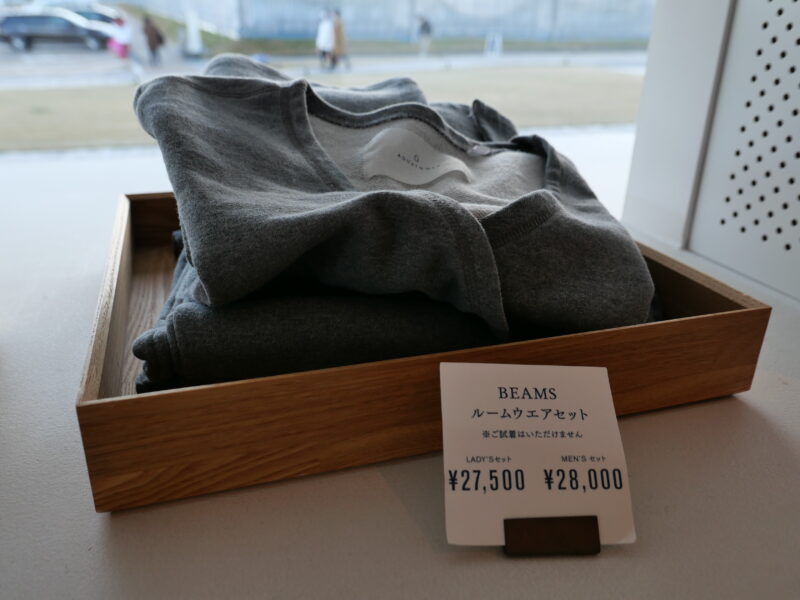 BEAMS
ルームウエアセット
※ご試着はいただけません
LADY'Sセット MEN'S セット
¥27,500 ¥28,000